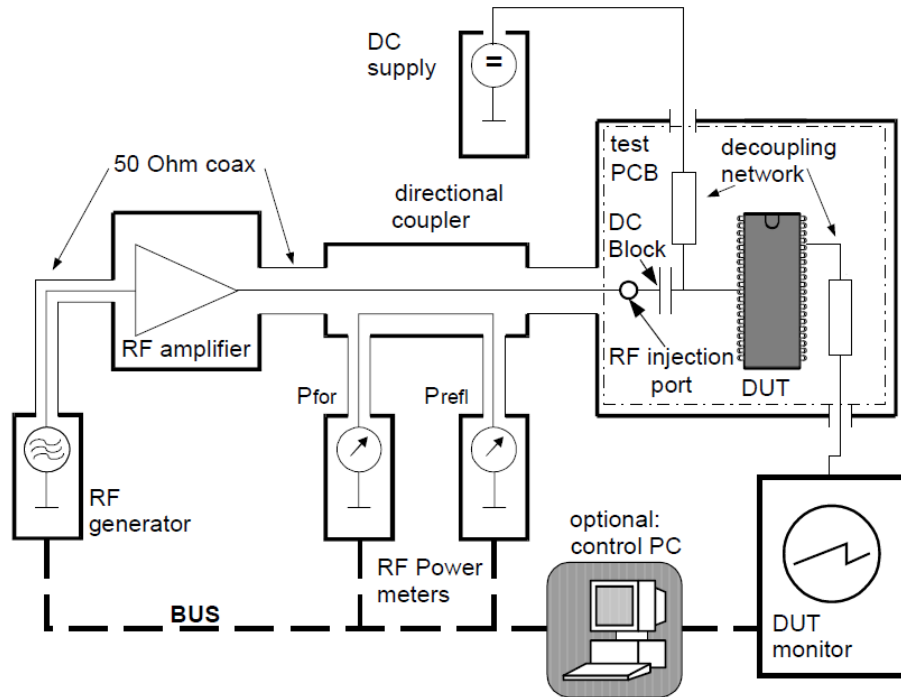 DC
supply
=
50 Ohm coax
directional
coupler
test
PCB
decoupling
network
DC
Block
RF amplifier
RF injection
port
DUT
Pfor
Prefl
RF
generator
RF Power
meters
optional:
control PC
BUS
DUT
monitor